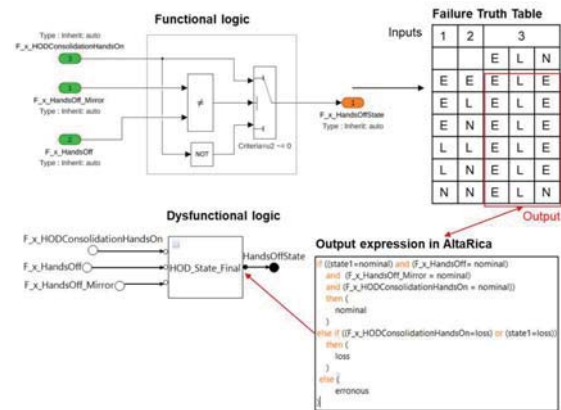 Functional logic
Type : Inherit: auto
F_x_HODConsolidationHandsOn
3
F_x_HandsOff_Mirror
1
Type : Inherit: auto
≠
F_x_HandsOff
2
Type : Inherit: auto
NOT
Criteria=u2 ~= 0
1
F_x_HandsOffState
Type : Inherit: auto
Failure Truth Table
Inputs
1 2 3
E L N
E E E L E
E L E L E
E N E L E
L L E L E
L N E L E
N N E L N
Output
Dysfunctional logic
F_x_HODConsolidationHandsOn
F_x_HandsOff
F_x_HandsOff_Mirror
HOD_State_Final
HandsOffState
Output expression in AltaRica
if ((state1=nominal) and (F_x_HandsOff= nominal)
and (F_x_HandsOff_Mirror = nominal)
and (F_x_HODConsolidationHandsOn = nominal))
then (
nominal
)
else if ((F_x_HODConsolidationHandsOn=loss) or (state1=loss))
then (
loss
)
else (
erronous
)